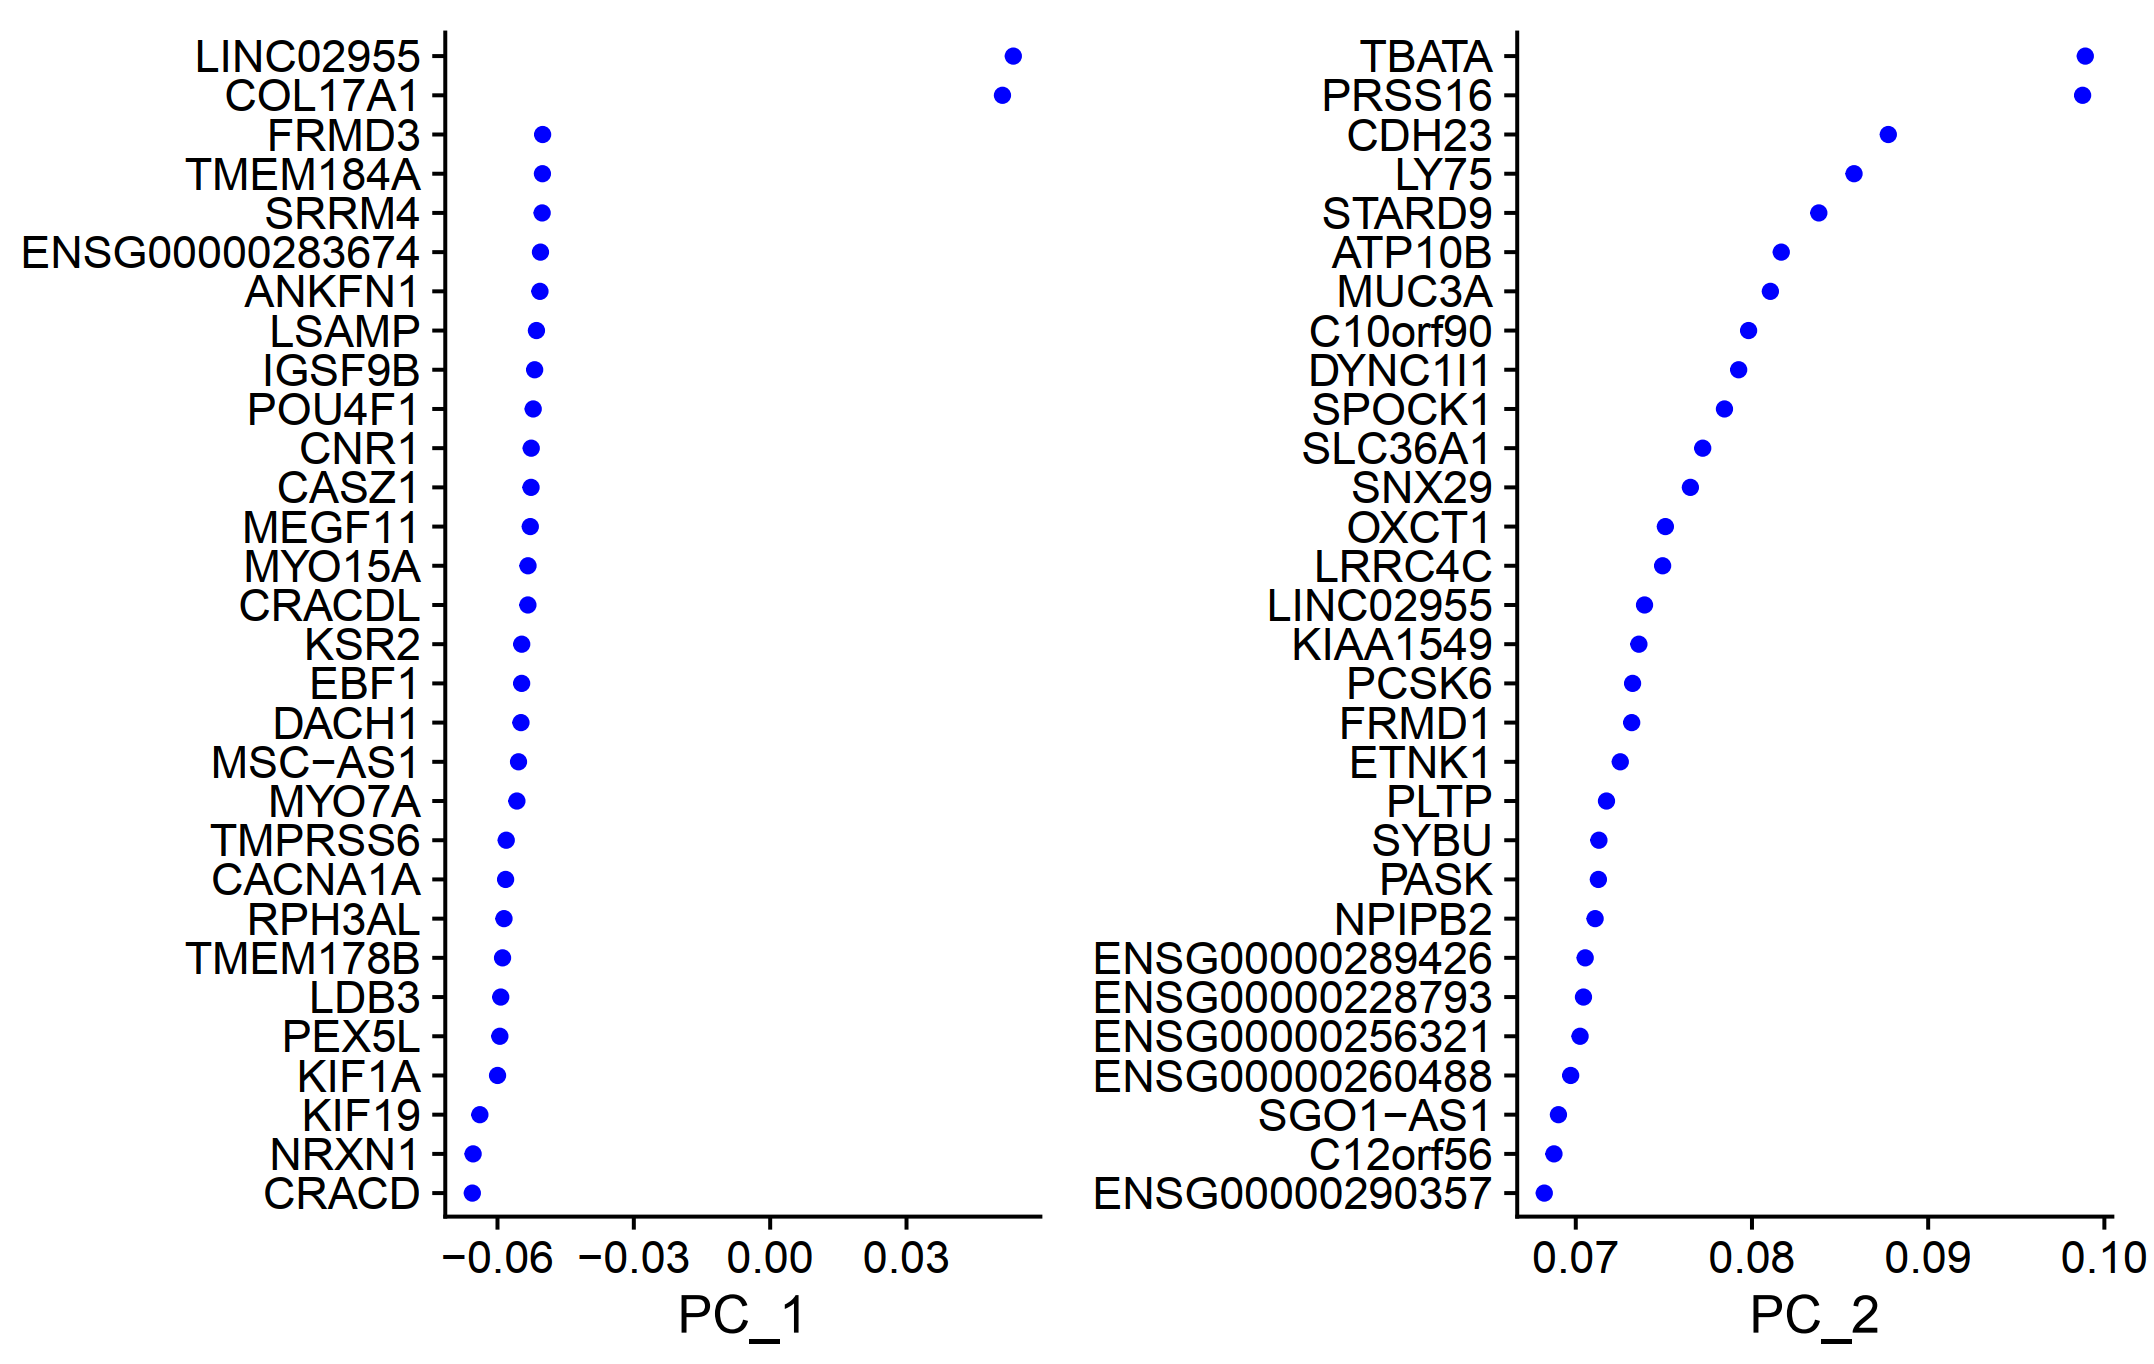 LINC02955
COL17A1
FRMD3
TMEM184A
SRRM4
ENSG00000283674
ANKFN1
LSAMP
IGSF9B
POU4F1
CNR1
CASZ1
MEGF11
MYO15A
CRACDL
KSR2
EBF1
DACH1
MSC−AS1
MYO7A
TMPRSS6
CACNA1A
RPH3AL
TMEM178B
LDB3
PEX5L
KIF1A
KIF19
NRXN1
CRACD
−0.06 −0.03 0.00 0.03
PC_1
TBATA
PRSS16
CDH23
LY75
STARD9
ATP10B
MUC3A
C10orf90
DYNC1I1
SPOCK1
SLC36A1
SNX29
OXCT1
LRRC4C
LINC02955
KIAA1549
PCSK6
FRMD1
ETNK1
PLTP
SYBU
PASK
NPIPB2
ENSG00000289426
ENSG00000228793
ENSG00000256321
ENSG00000260488
SGO1−AS1
C12orf56
ENSG00000290357
0.07 0.08 0.09 0.10
PC_2